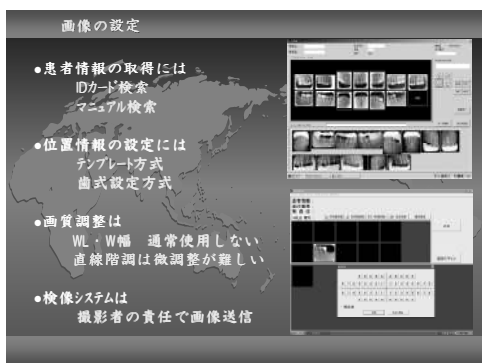 画像の設定
●患者情報の取得には
IDカード検索
マニュアル検索
●位置情報の設定には
テンプレート方式
歯式設定方式
●画質調整は
WL・W幅　通常使用しない
直線階調は微調整が難しい
●検像システムは
撮影者の責任で画像送信